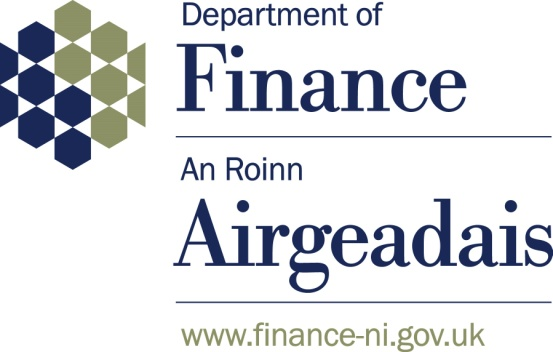 Department of
Finance
An Roinn
Airgeadais
www.finance-ni.gov.uk